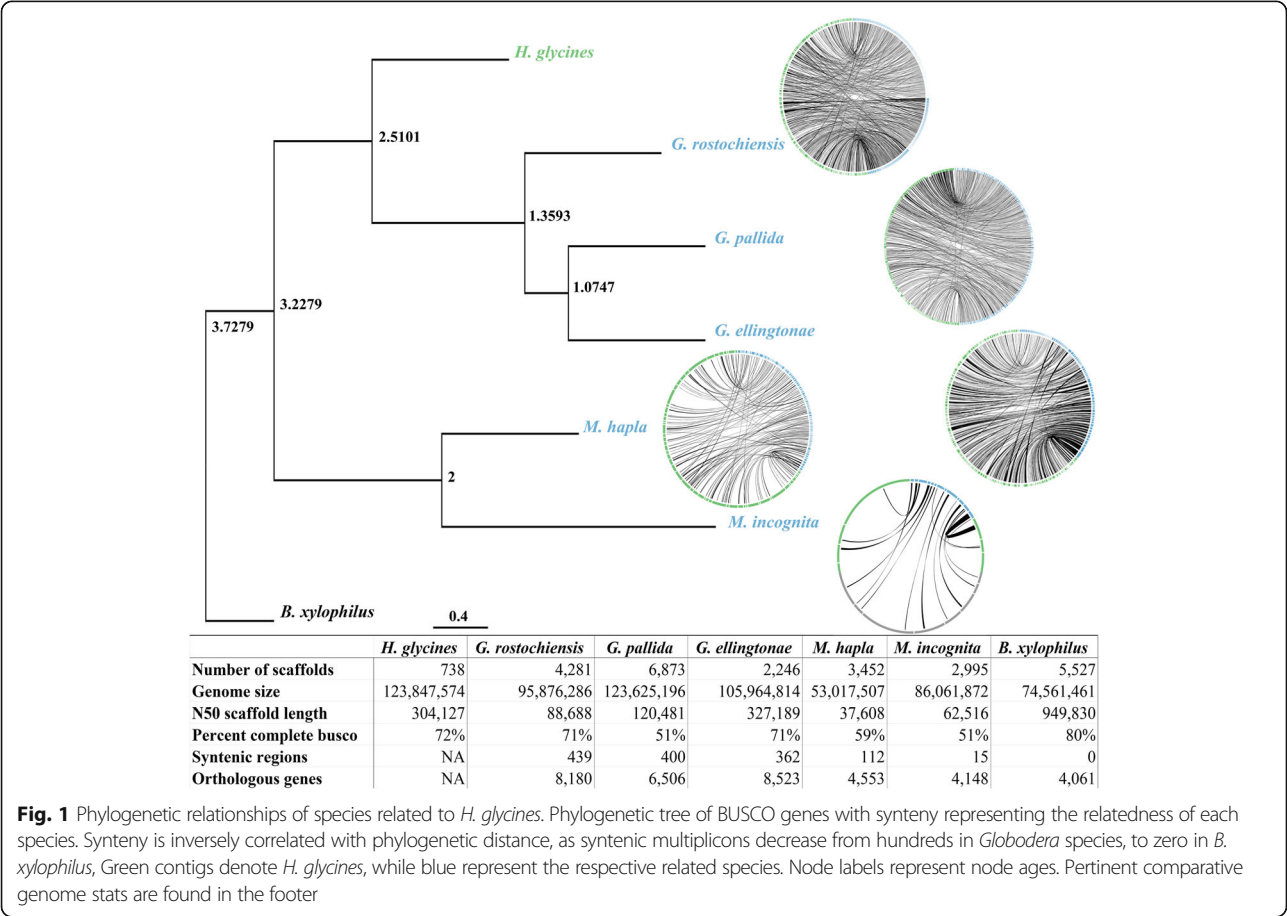 H. glycines
2.5101
G. rostochiensis
1.3593
G. pallida
1.0747
3.2279
3.7279
G. ellingtonae
M. hapla
2
M. incognita
B. xylophilus
0.4
H. glycines G. rostochiensis G. pallida G. ellingtonae M. hapla M. incognita B. xylophilus
Number of scaffolds 738 4,281 6,873 2,246 3,452 2,995 5,527
Genome size 123,847,574 95,876,286 123,625,196 105,964,814 53,017,507 86,061,872 74,561,461
N50 scaffold length 304,127 88,688 120,481 327,189 37,608 62,516 949,830
Percent complete busco 72% 71% 51% 71% 59% 51% 80%
Syntenic regions NA 439 400 362 112 15 0
Orthologous genes NA 8,180 6,506 8,523 4,553 4,148 4,061
Fig. 1 Phylogenetic relationships of species related to H. glycines. Phylogenetic tree of BUSCO genes with synteny representing the relatedness of each
species. Synteny is inversely correlated with phylogenetic distance, as syntenic multiplicons decrease from hundreds in Globodera species, to zero in B.
xylophilus, Green contigs denote H. glycines, while blue represent the respective related species. Node labels represent node ages. Pertinent comparative
genome stats are found in the footer